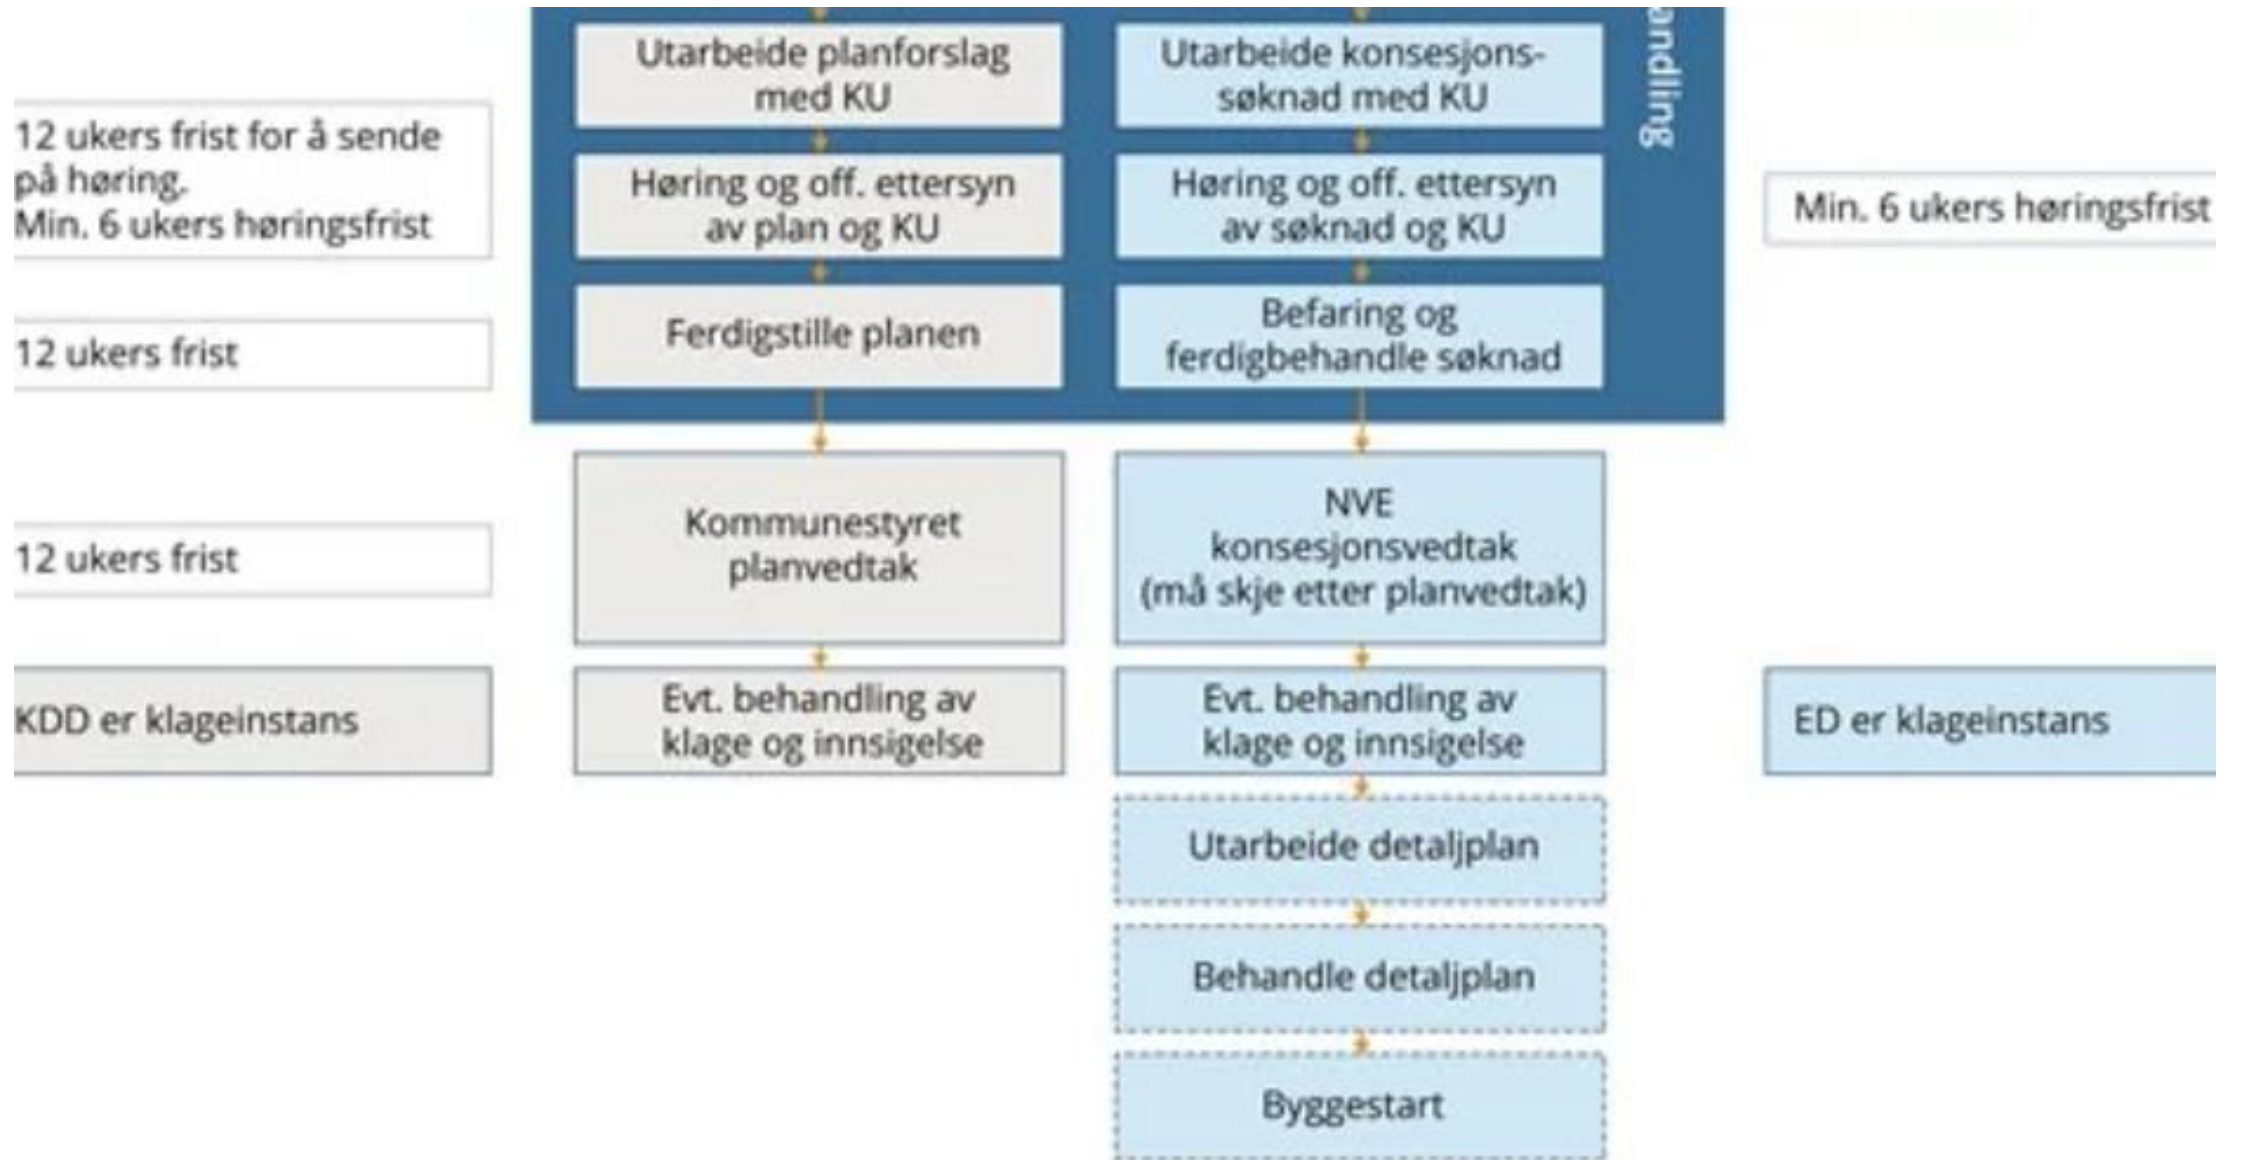 Utarbeide planforslag
med KU
Utarbeide konsesjons-
søknad med KU
andling
12 ukers frist for å sende
på høring.
Min. 6 ukers høringsfrist
Høring og off. ettersyn
av plan og KU
Høring og off. ettersyn
av søknad og KU
Min. 6 ukers høringsfrist
12 ukers frist
Ferdigstille planen
Befaring og
ferdigbehandle søknad
12 ukers frist
Kommunestyret
planvedtak
NVE
konsesjonsvedtak
(må skje etter planvedtak)
KDD er klageinstans
Evt. behandling av
klage og innsigelse
Evt. behandling av
klage og innsigelse
ED er klageinstans
Utarbeide detaljplan
Behandle detaljplan
Byggestart